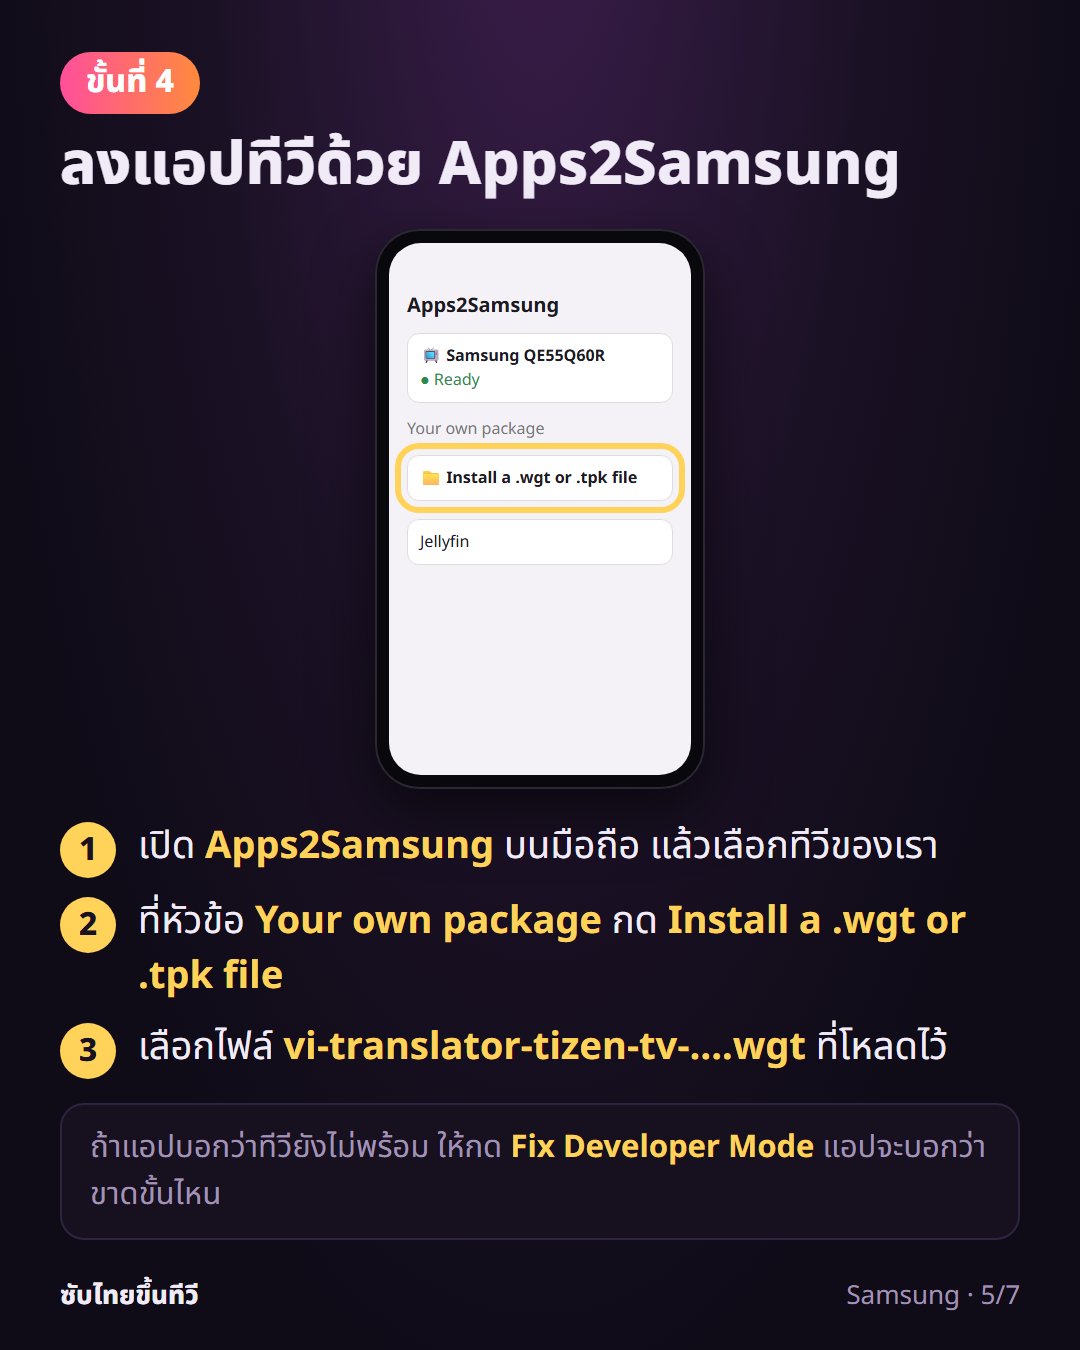 ขั้นที่ 4
ลงแอปทีวีด้วย Apps2Samsung
Apps2Samsung
Samsung QE55Q60R
● Ready
Your own package
Install a .wgt or .tpk file
Jellyfin
1 เปิด Apps2Samsung บนมือถือ แล้วเลือกทีวีของเรา
2 ที่หัวข้อ Your own package กด Install a .wgt or
.tpk file
3 เลือกไฟล์ vi-translator-tizen-tv-....wgt ที่โหลดไว้
ถ้าแอปบอกว่าทีวียังไม่พร้อม ให้กด Fix Developer Mode แอปจะบอกว่า
ขาดขั้นไหน
ซับไทยขึ้นทีวี
Samsung · 5/7